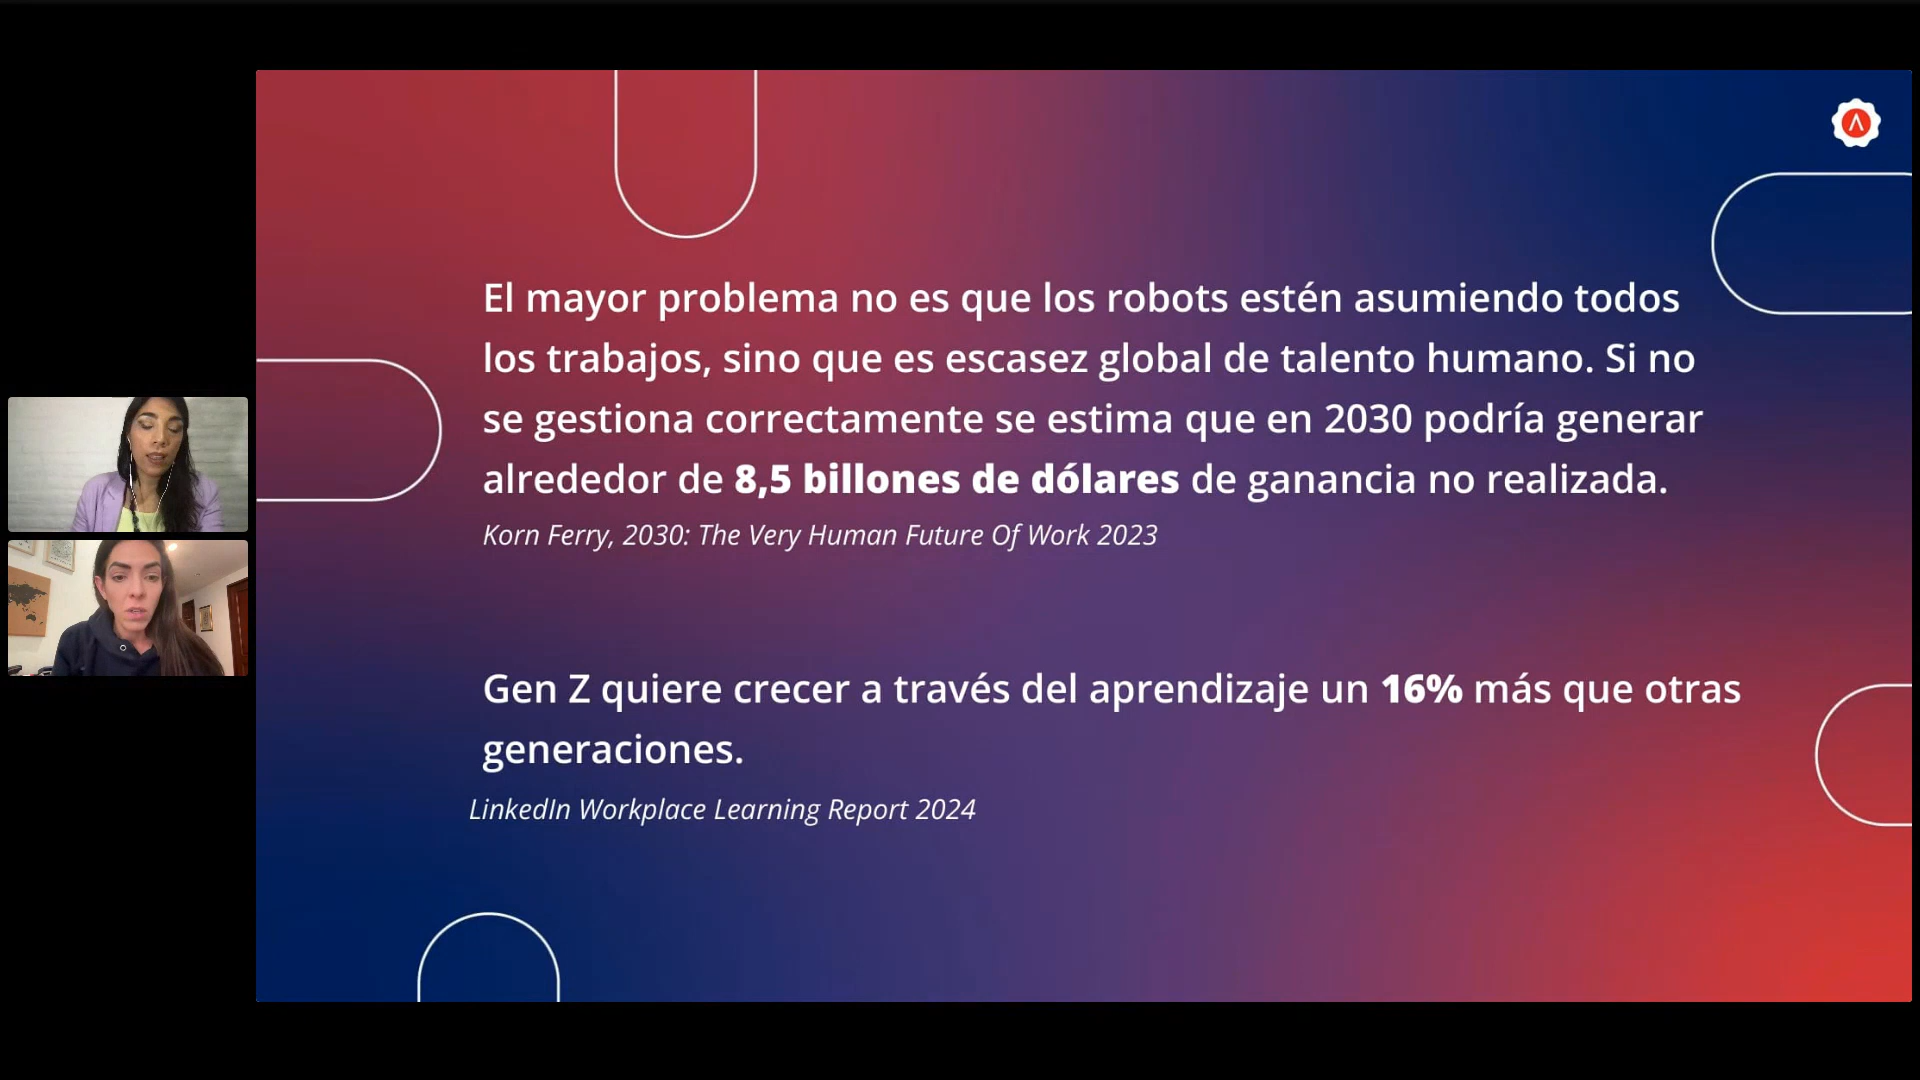 El mayor problema no es que los robots estén asumiendo todos
los trabajos, sino que es escasez global de talento humano. Si no
se gestiona correctamente se estima que en 2030 podría generar
alrededor de 8,5 billones de dólares de ganancia no realizada.
Korn Ferry, 2030: The Very Human Future Of Work 2023
Gen Z quiere crecer a través del aprendizaje un 16% más que otras
generaciones.
LinkedIn Workplace Learning Report 2024